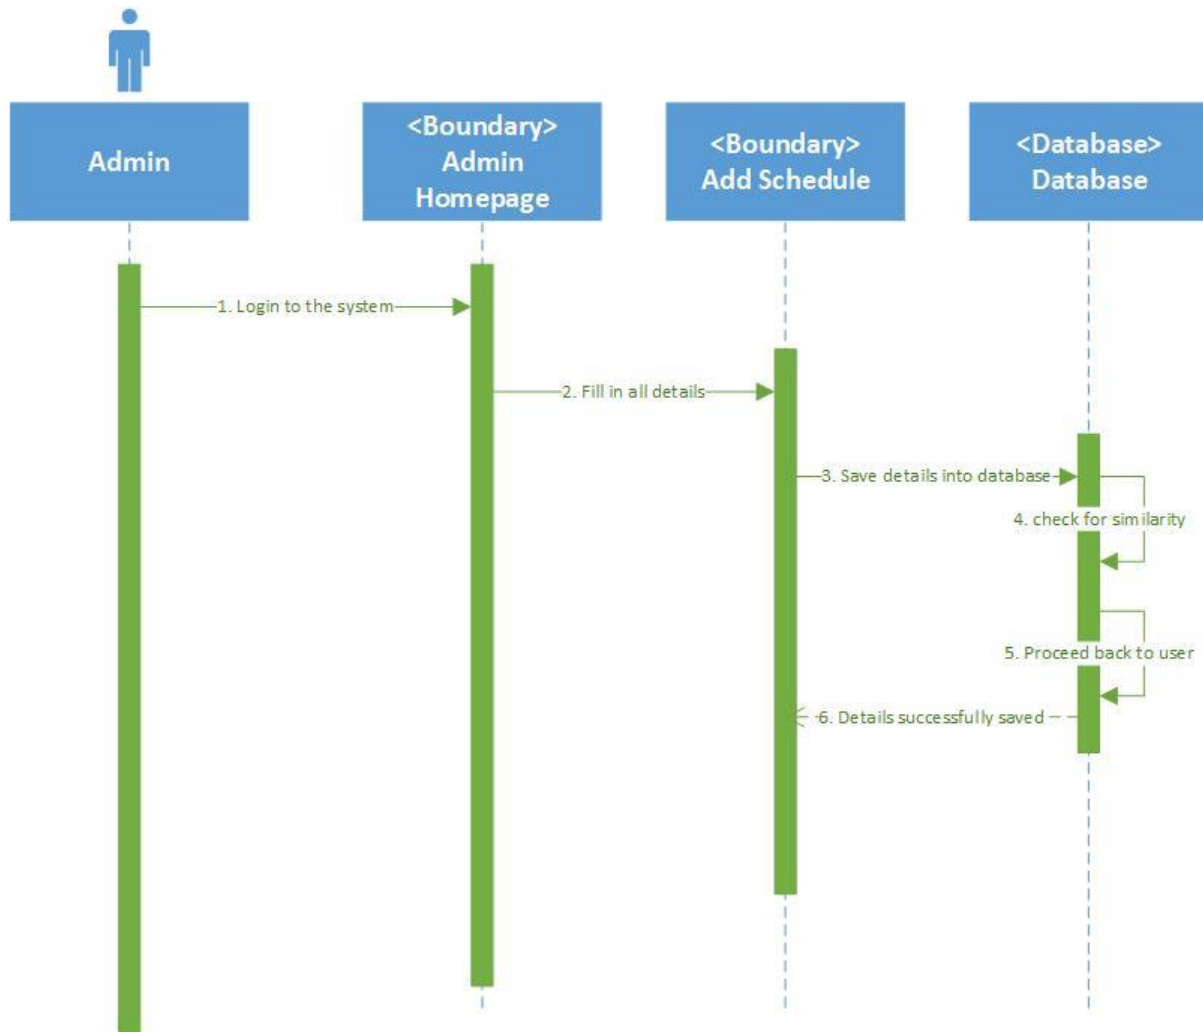 Admin
<Boundary>
Admin
Homepage
<Boundary>
Add Schedule
<Database>
Database
1. Login to the system
2. Fill in all details
3. Save details into database
4. check for similarity
5. Proceed back to user
6. Details successfully saved